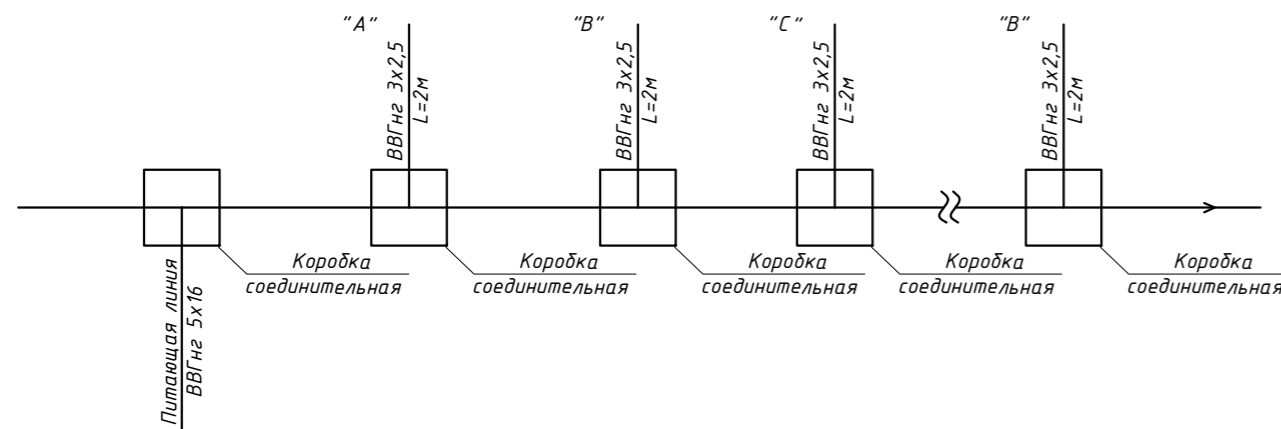 "А"
ВВГнг 3х2,5
L=2м
"В"
ВВГнг 3х2,5
L=2м
"С"
ВВГнг 3х2,5
L=2м
"В"
ВВГнг 3х2,5
L=2м
Питающая линия
ВВГнг 5х16
Коробка
соединительная
Коробка
соединительная
Коробка
соединительная
Коробка
соединительная
Коробка
соединительная